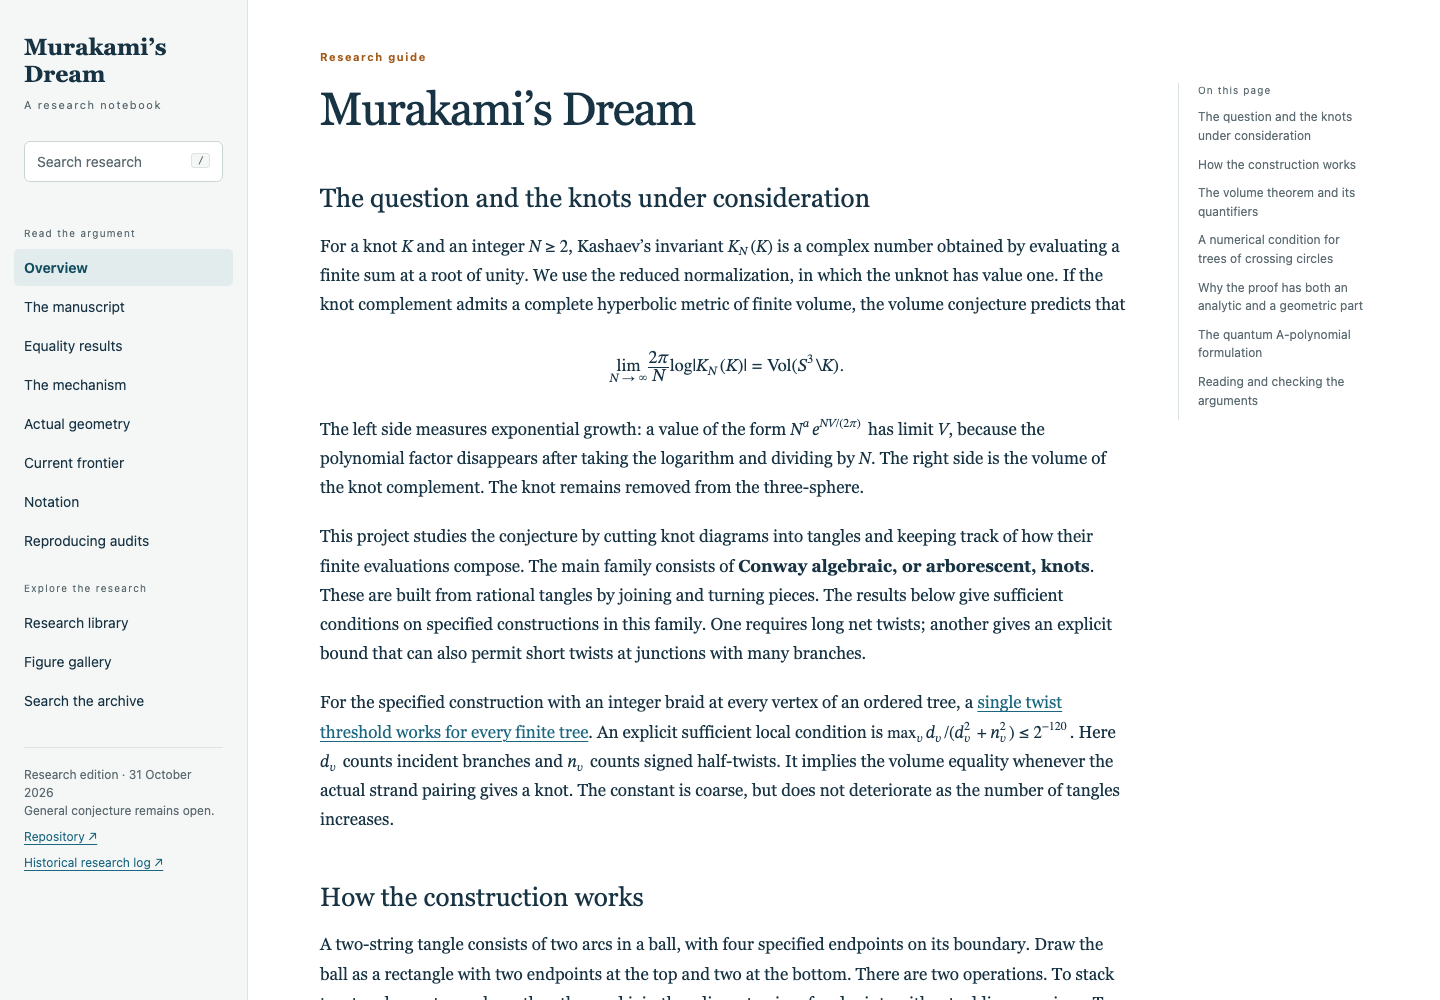 Murakami’s
Dream
A research notebook
Search research /
Read the argument
Overview
The manuscript
Equality results
The mechanism
Actual geometry
Current frontier
Notation
Reproducing audits
Explore the research
Research library
Figure gallery
Search the archive
Research edition · 31 October
2026
General conjecture remains open.
Repository ↗
Historical research log ↗
Research guide
Murakami’s Dream
The question and the knots under consideration
For a knot K and an integer N ≥ 2, Kashaev’s invariant K_N(K) is a complex number obtained by evaluating a
finite sum at a root of unity. We use the reduced normalization, in which the unknot has value one. If the
knot complement admits a complete hyperbolic metric of finite volume, the volume conjecture predicts that
lim_{N→∞} 2π/N log|K_N(K)| = Vol(S^3\K).
The left side measures exponential growth: a value of the form N^a e^{NV/(2π)} has limit V, because the
polynomial factor disappears after taking the logarithm and dividing by N. The right side is the volume of
the knot complement. The knot remains removed from the three-sphere.
This project studies the conjecture by cutting knot diagrams into tangles and keeping track of how their
finite evaluations compose. The main family consists of Conway algebraic, or arborescent, knots.
These are built from rational tangles by joining and turning pieces. The results below give sufficient
conditions on specified constructions in this family. One requires long net twists; another gives an explicit
bound that can also permit short twists at junctions with many branches.
For the specified construction with an integer braid at every vertex of an ordered tree, a single twist
threshold works for every finite tree. An explicit sufficient local condition is max_v d_v/(d_v^2 + n_v^2) ≤ 2^{−120}. Here
d_v counts incident branches and n_v counts signed half-twists. It implies the volume equality whenever the
actual strand pairing gives a knot. The constant is coarse, but does not deteriorate as the number of tangles
increases.
How the construction works
A two-string tangle consists of two arcs in a ball, with four specified endpoints on its boundary. Draw the
ball as a rectangle with two endpoints at the top and two at the bottom. There are two operations. To stack
On this page
The question and the knots
under consideration
How the construction works
The volume theorem and its
quantifiers
A numerical condition for
trees of crossing circles
Why the proof has both an
analytic and a geometric part
The quantum A-polynomial
formulation
Reading and checking the
arguments